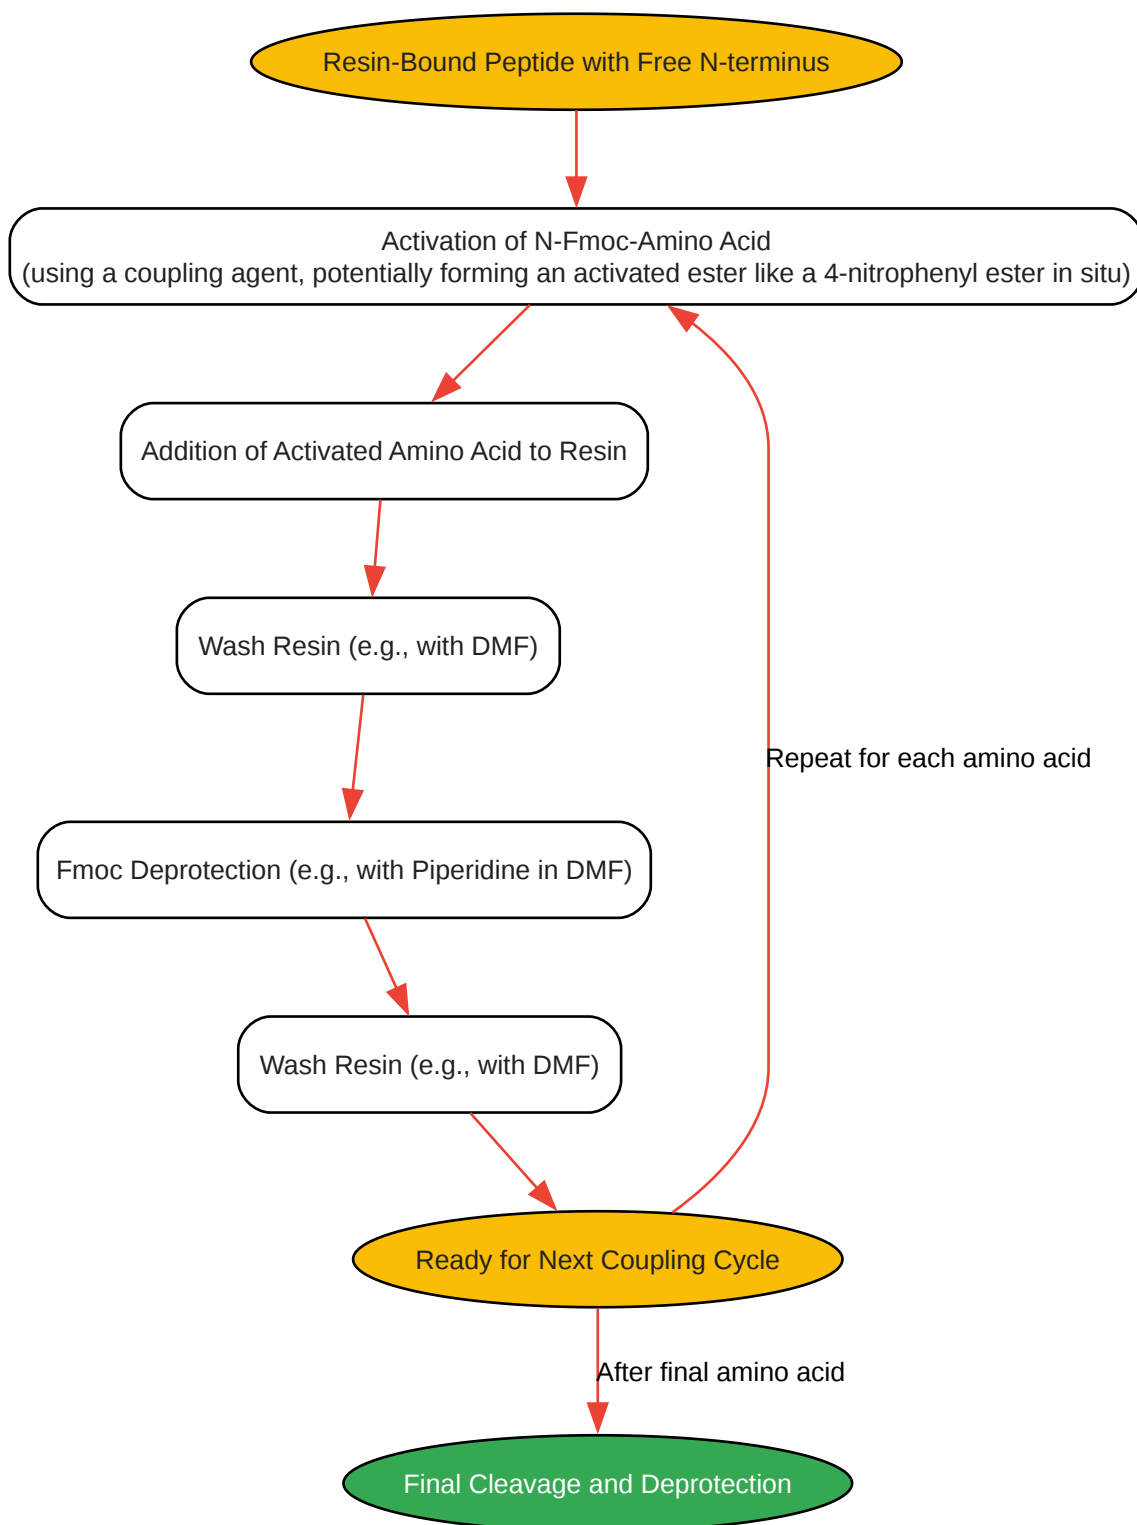 Resin-Bound Peptide with Free N-terminus
Activation of N-Fmoc-Amino Acid
(using a coupling agent, potentially forming an activated ester like a 4-nitrophenyl ester in situ)
Addition of Activated Amino Acid to Resin
Wash Resin (e.g., with DMF)
Repeat for each amino acid
Fmoc Deprotection (e.g., with Piperidine in DMF)
Wash Resin (e.g., with DMF)
Ready for Next Coupling Cycle
After final amino acid
Final Cleavage and Deprotection